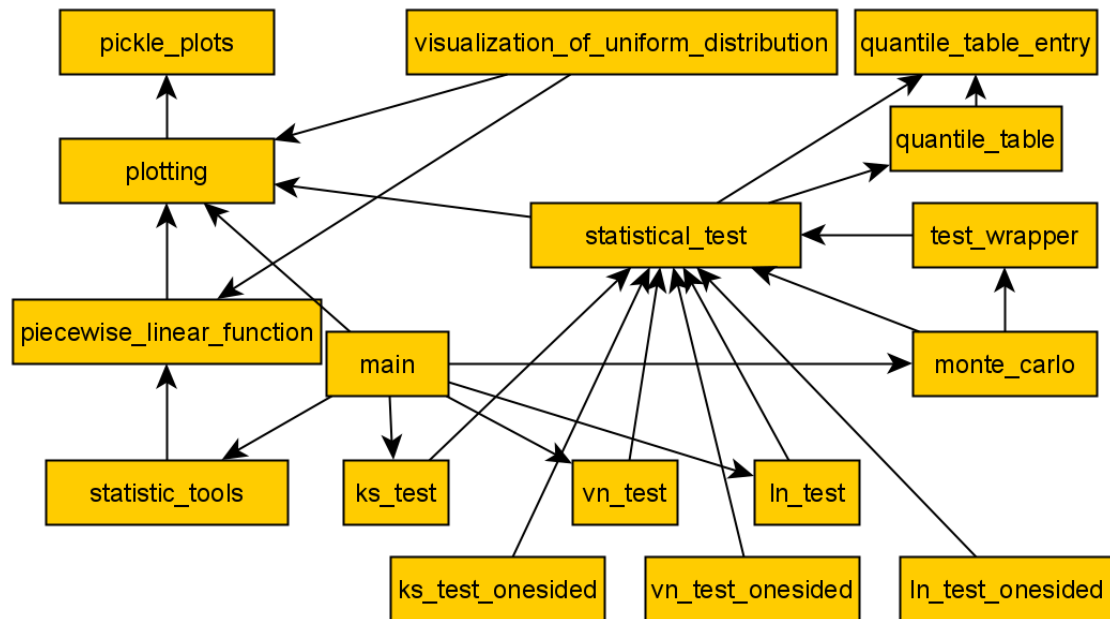 pickle_plots
visualization_of_uniform_distribution
quantile_table_entry
plotting
quantile_table
statistical_test
test_wrapper
piecewise_linear_function
main
monte_carlo
statistic_tools
ks_test
vn_test
ln_test
ks_test_onesided
vn_test_onesided
ln_test_onesided